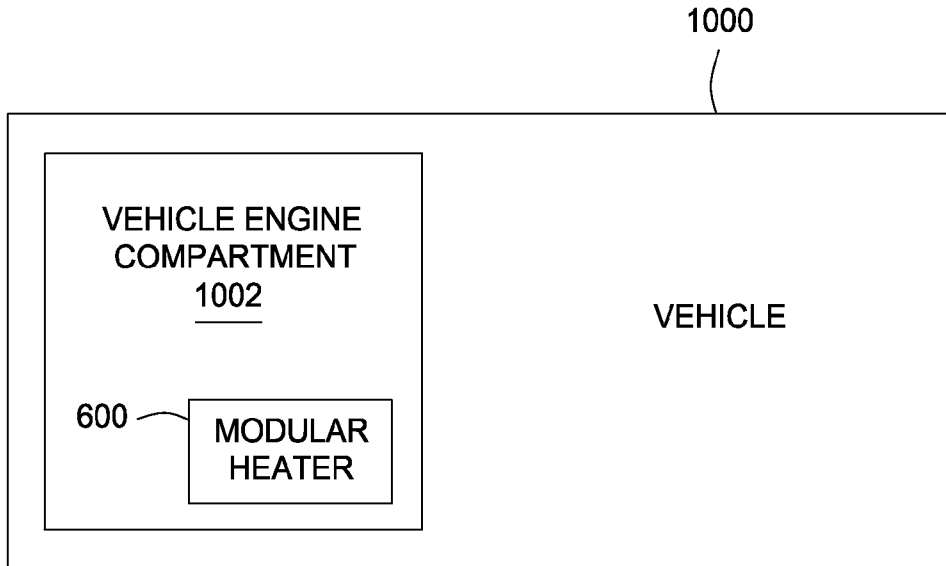 1000
VEHICLE ENGINE
COMPARTMENT
1002
VEHICLE
600
MODULAR
HEATER